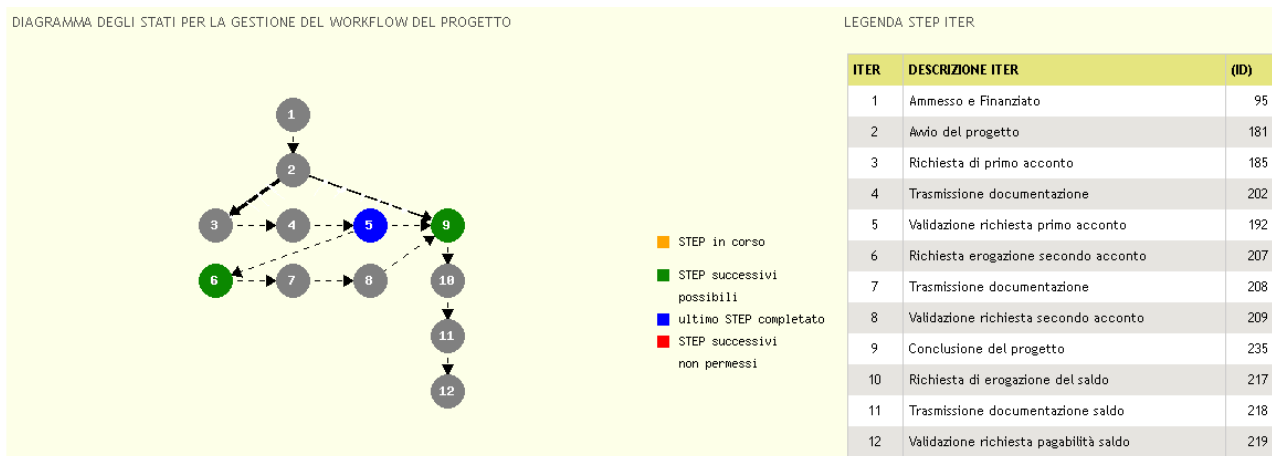 DIAGRAMMA DEGLI STATI PER LA GESTIONE DEL WORKFLOW DEL PROGETTO
1
2
3 4 5 9
6 7 8 10
11
12
STEP in corso
STEP successivi
possibili
ultimo STEP completato
STEP successivi
non permessi
LEGENDA STEP ITER
ITER DESCRIZIONE ITER (ID)
1 Ammesso e Finanziato 95
2 Avvio del progetto 181
3 Richiesta di primo acconto 185
4 Trasmissione documentazione 202
5 Validazione richiesta primo acconto 192
6 Richiesta erogazione secondo acconto 207
7 Trasmissione documentazione 208
8 Validazione richiesta secondo acconto 209
9 Conclusione del progetto 235
10 Richiesta di erogazione del saldo 217
11 Trasmissione documentazione saldo 218
12 Validazione richiesta pagabilità saldo 219